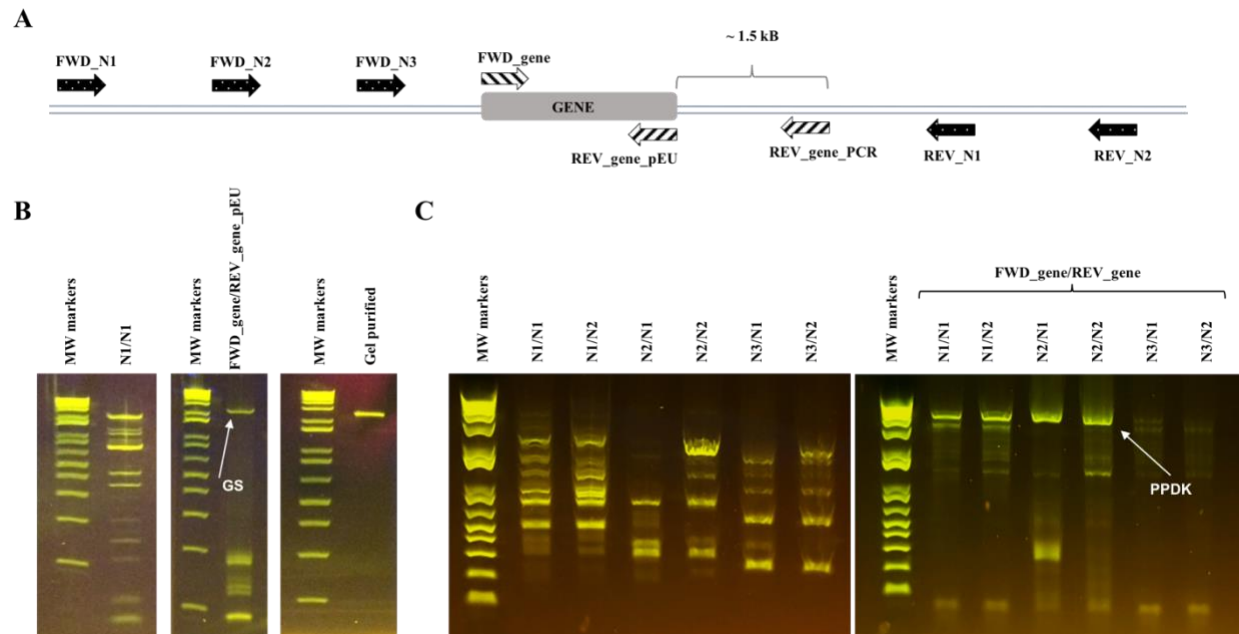 A
FWD_N1
FWD_N2
FWD_N3
FWD_gene
~ 1.5 kB
GENE
REV_gene_pEU
REV_gene_PCR
REV_N1
REV_N2
B
MW markers
N1/N1
MW markers
FWD_gene/REV_gene_pEU
MW markers
Gel purified
GS
C
MW markers
N1/N1
N1/N2
N2/N1
N2/N2
N3/N1
N3/N2
FWD_gene/REV_gene
MW markers
N1/N1
N1/N2
N2/N1
N2/N2
N3/N1
N3/N2
PPDK